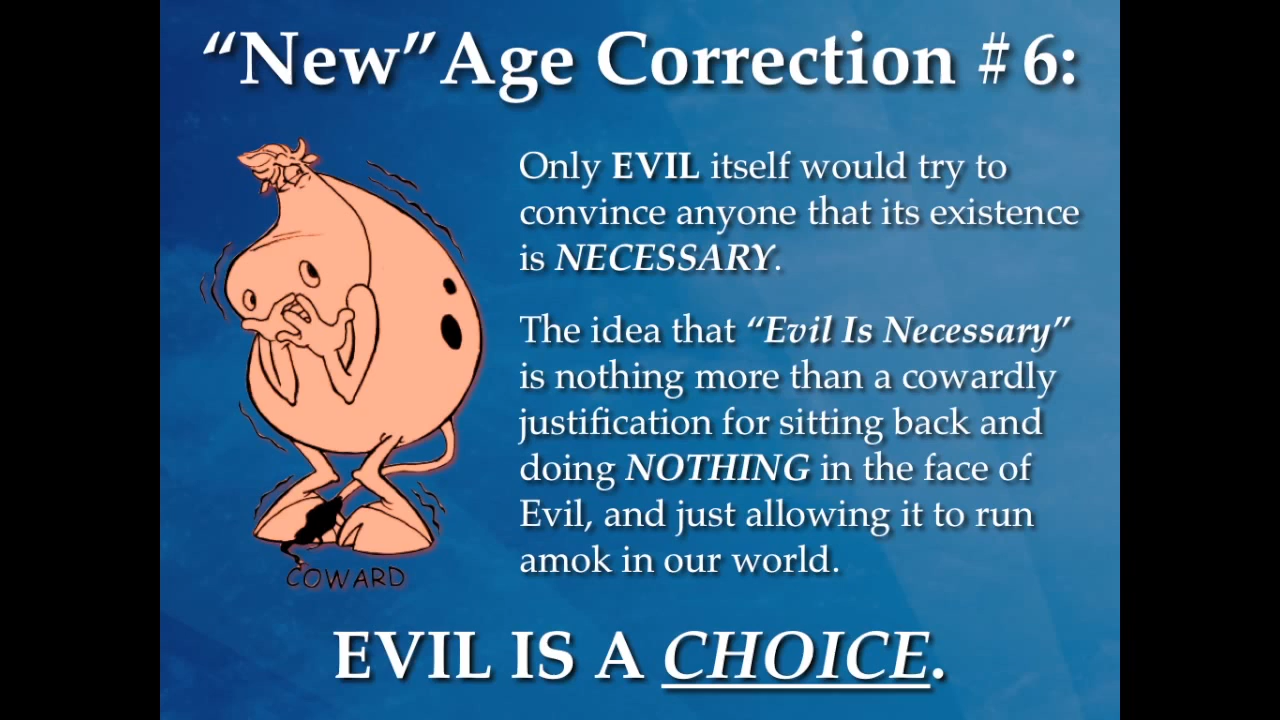 “New”Age Correction #6:
Only EVIL itself would try to
convince anyone that its existence
is NECESSARY.
The idea that “Evil Is Necessary”
is nothing more than a cowardly
justification for sitting back and
doing NOTHING in the face of
Evil, and just allowing it to run
amok in our world.
COWARD
EVIL IS A CHOICE.